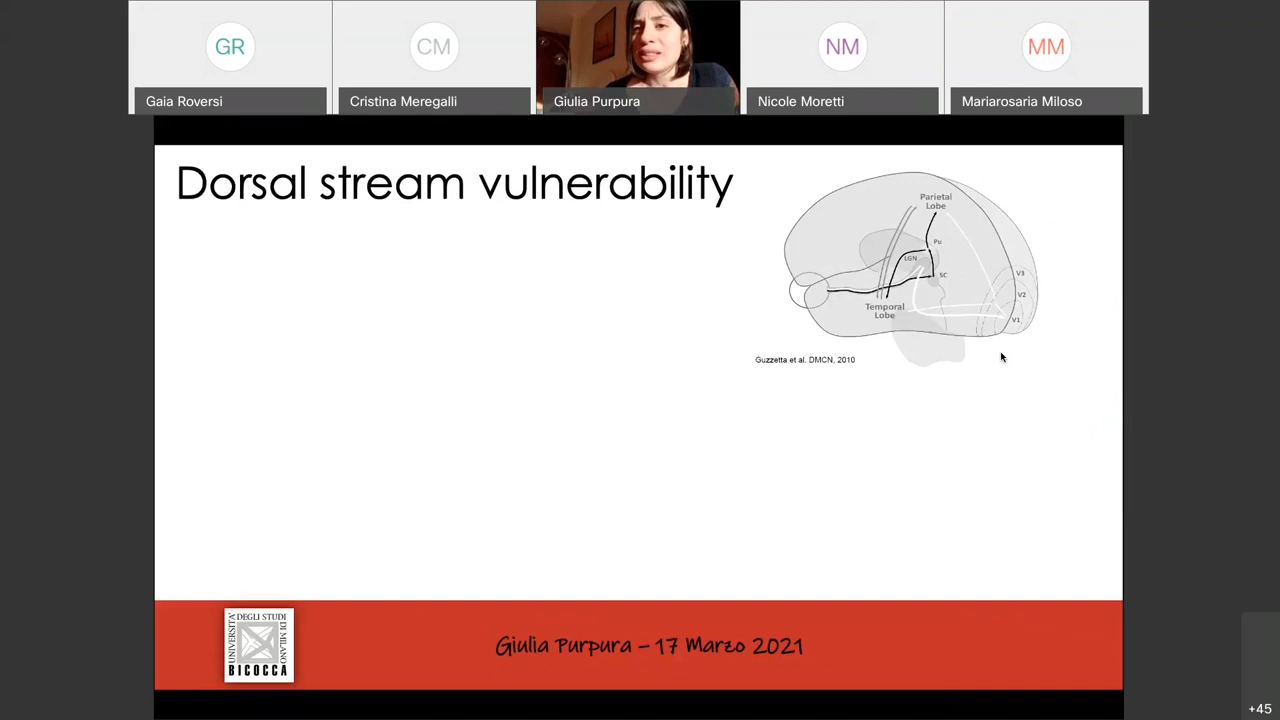 GR
CM
NM
MM
Gaia Roversi
Cristina Meregalli
Giulia Purpura
Nicole Moretti
Mariarosaria Miloso
Dorsal stream vulnerability
Parietal
Lobe
Pu
LGN
SC
V3
V2
V1
Temporal
Lobe
Guzzetta et al. DMCN, 2010
UNIVERSITA'
DEGLI STUDI
DI MILANO
BICOCCA
Giulia Purpura – 17 Marzo 2021
+45